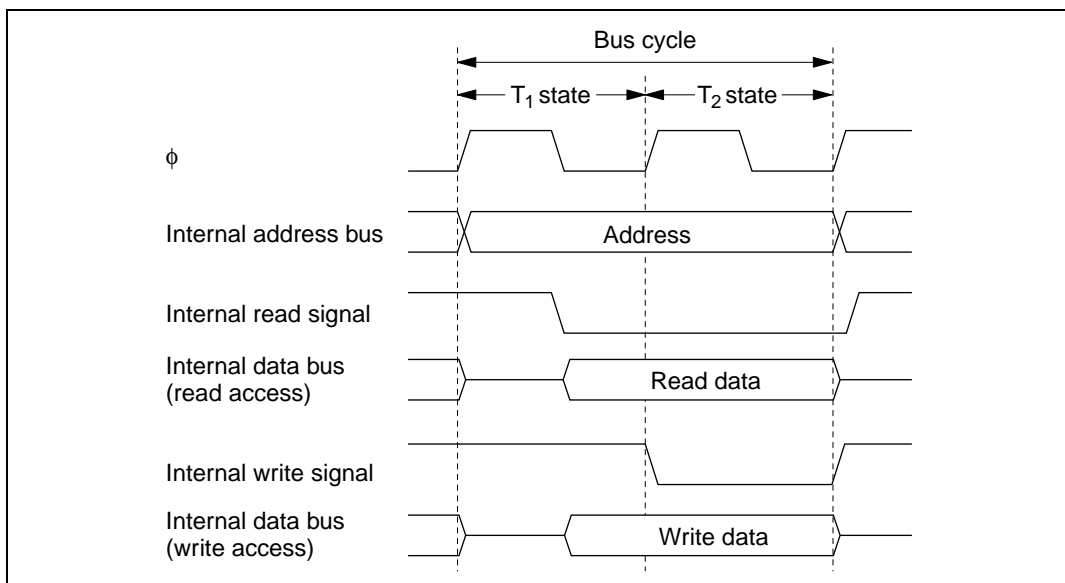 Bus cycle
T1 state T2 state
ϕ
Internal address bus Address
Internal read signal
Internal data bus
(read access) Read data
Internal write signal
Internal data bus
(write access) Write data